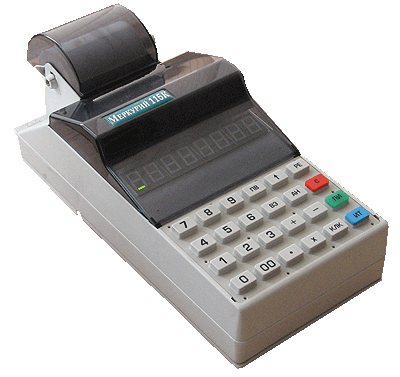 Меркурий 115К
7 8 9 ПВ ↑ РЕ
4 5 6 ВЗ АН С
1 2 3 + − ПИ
0 00 • X КЛК ИТ